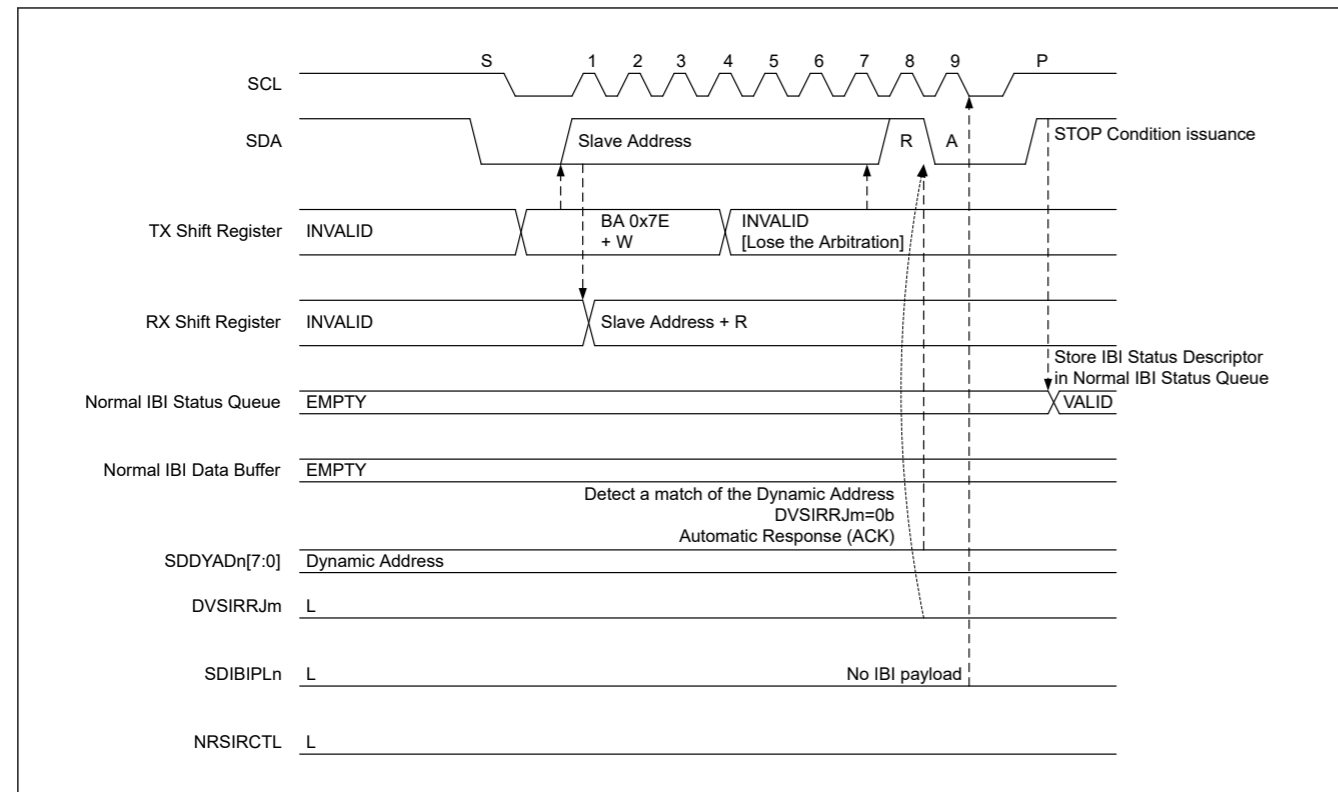 S 1 2 3 4 5 6 7 8 9 P
SCL
SDA Slave Address R A STOP Condition issuance
TX Shift Register INVALID BA 0x7E INVALID
+ W [Lose the Arbitration]
RX Shift Register INVALID Slave Address + R
Store IBI Status Descriptor
in Normal IBI Status Queue
Normal IBI Status Queue EMPTY VALID
Normal IBI Data Buffer EMPTY
Detect a match of the Dynamic Address
DVSIRRJm=0b
Automatic Response (ACK)
SDDYADn[7:0] Dynamic Address
DVSIRRJm L
SDIBIPLn L No IBI payload
NRSIRCTL L